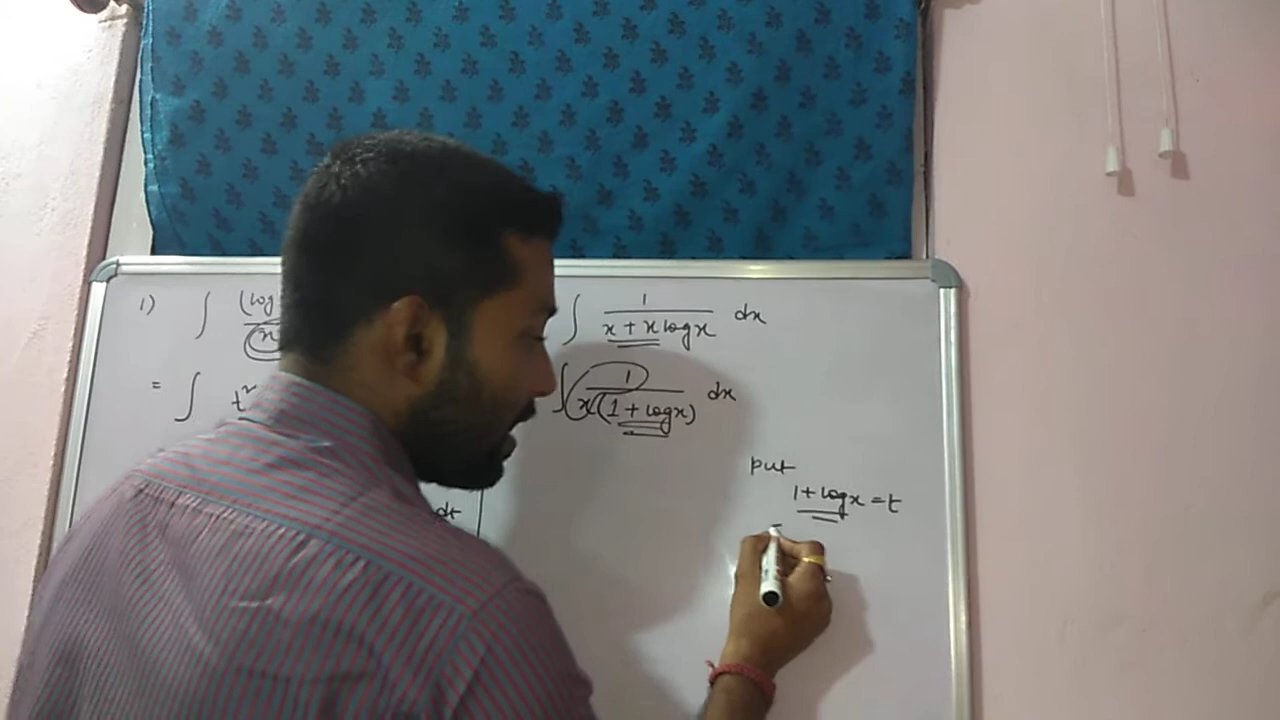 1) ∫ (log
x
= ∫ t²
dt
∫ 1/(x + x log x) dx
∫ 1/(x(1 + log x)) dx
put
1 + log x = t